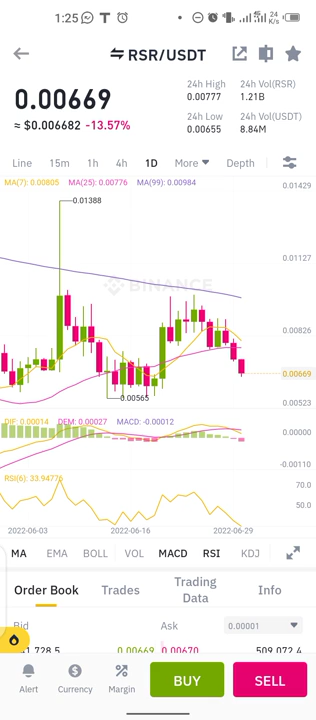 1:25 24 K/s 24
RSR/USDT
0.00669
≈ $0.006682 -13.57%
24h High 24h Vol(RSR)
0.00777 1.21B
24h Low 24h Vol(USDT)
0.00655 8.84M
Line 15m 1h 4h 1D More Depth
MA(7): 0.00805 MA(25): 0.00776 MA(99): 0.00984
0.01429
0.01388
0.01127
BINANCE
0.00826
0.00669
0.00565
0.00523
DIF: 0.00014 DEM: 0.00027 MACD: -0.00012
0.00000
-0.00110
RSI(6): 33.94776
70.0
50.0
2022-06-03 2022-06-16 2022-06-29
MA EMA BOLL VOL MACD RSI KDJ
Order Book Trades Trading Data Info
Bid Ask 0.00001
0.00669 0.00670 509,072.4
Alert Currency Margin BUY SELL